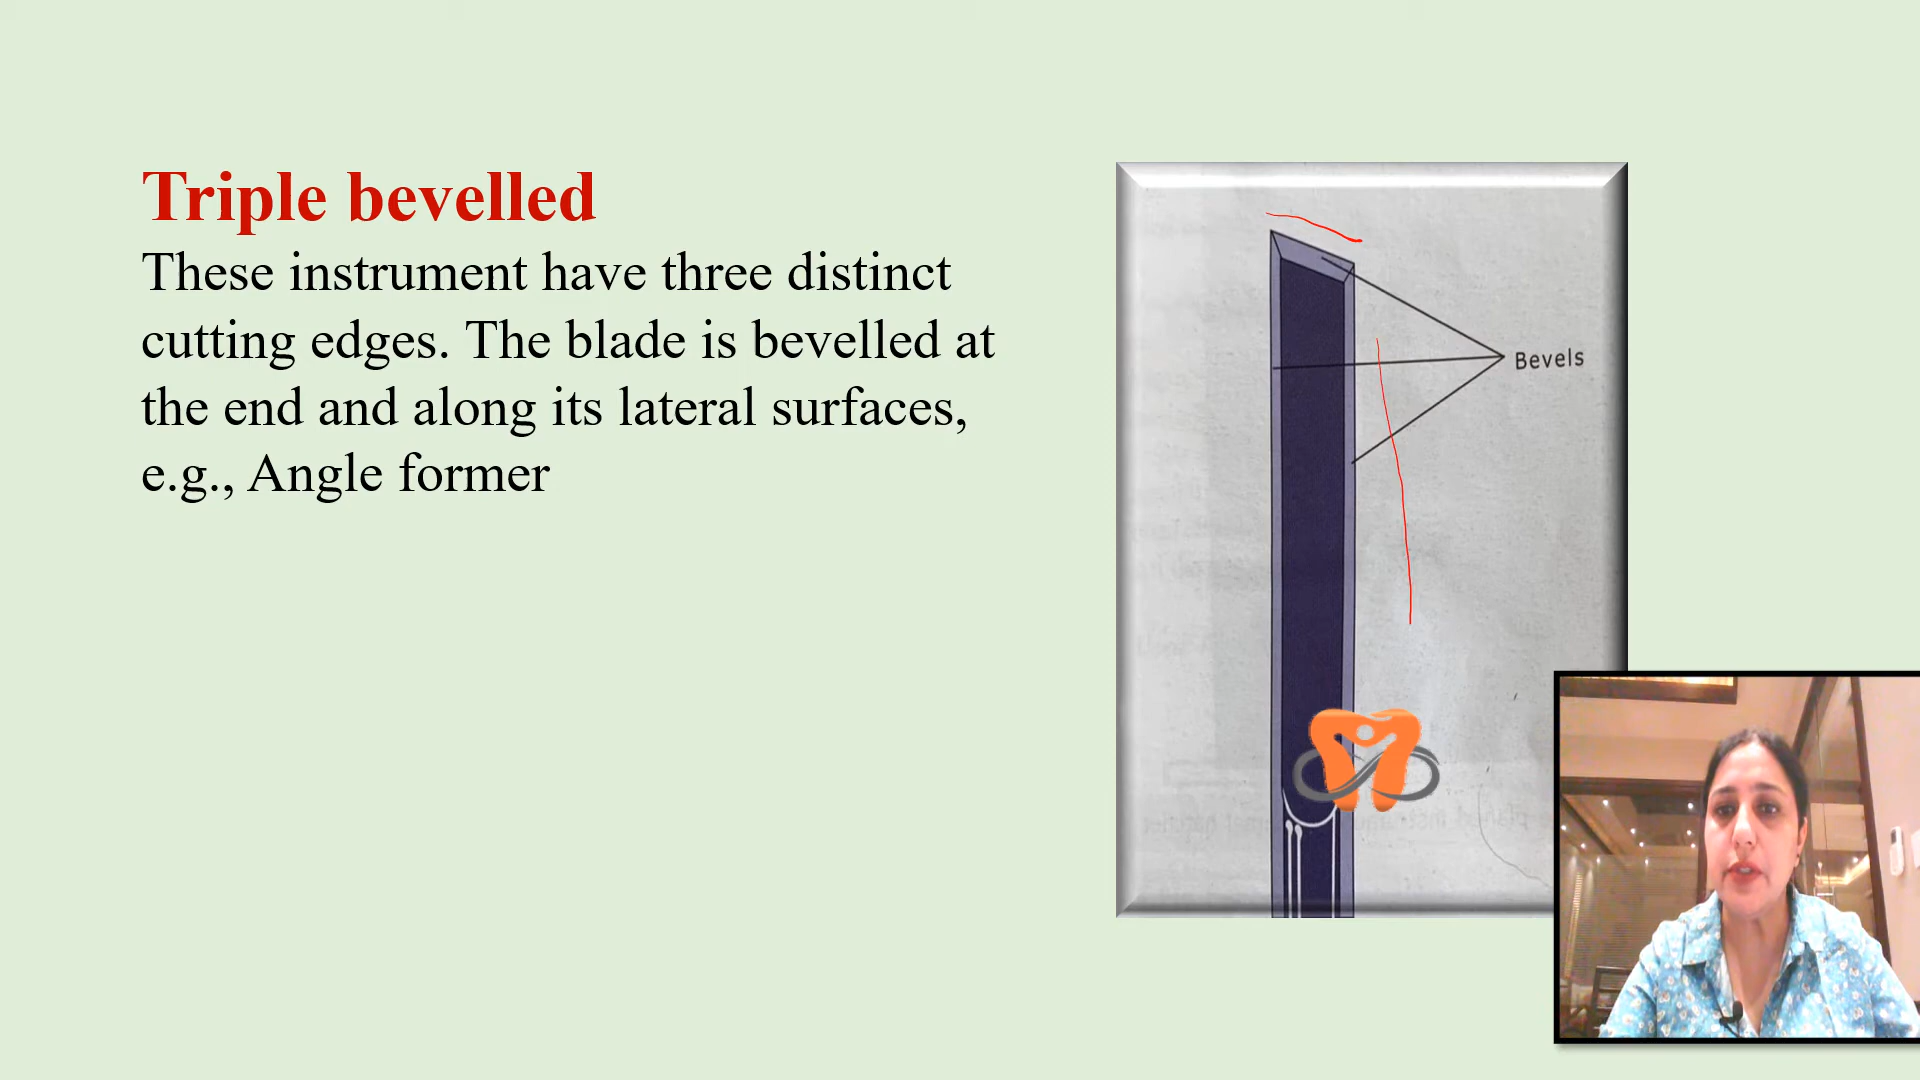 Triple bevelled
These instrument have three distinct
cutting edges. The blade is bevelled at
the end and along its lateral surfaces,
e.g., Angle former
Bevels